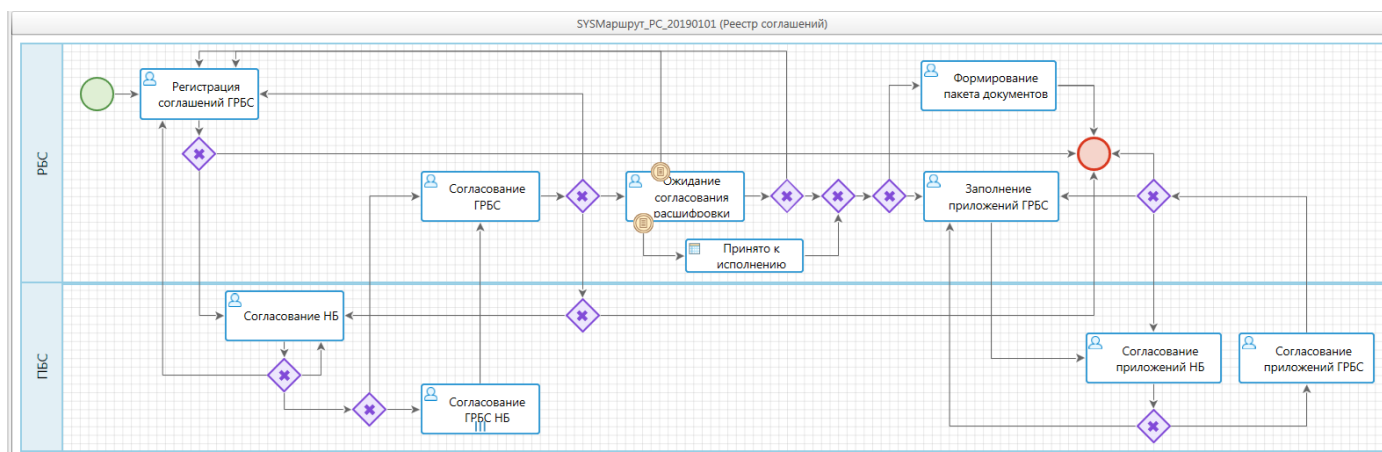 SYSМаршрут_РС_20190101 (Реестр соглашений)
РБС
Регистрация
соглашений ГРБС
Согласование
ГРБС
Ожидание
согласования
расшифровки
Принято к
исполнению
Формирование
пакета документов
Заполнение
приложений ГРБС
ПБС
Согласование НБ
Согласование
ГРБС НБ
Согласование
приложений НБ
Согласование
приложений ГРБС